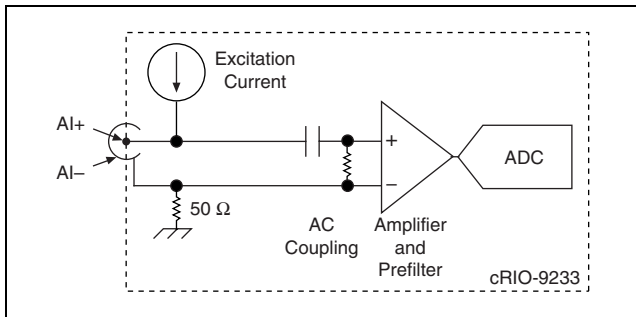 Excitation
Current
AI+
AI–
+
–
ADC
50 Ω
AC
Coupling
Amplifier
and
Prefilter
cRIO-9233